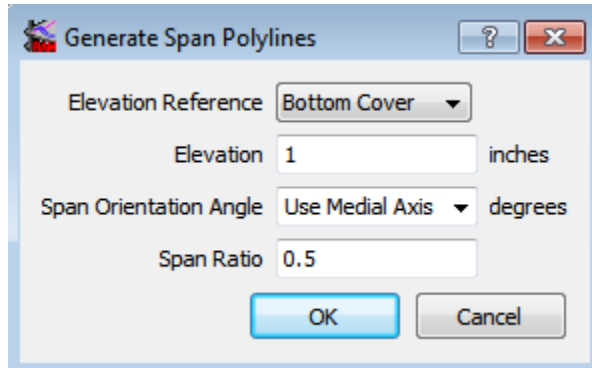 Generate Span Polylines ?
Elevation Reference Bottom Cover
Elevation 1 inches
Span Orientation Angle Use Medial Axis degrees
Span Ratio 0.5
OK Cancel